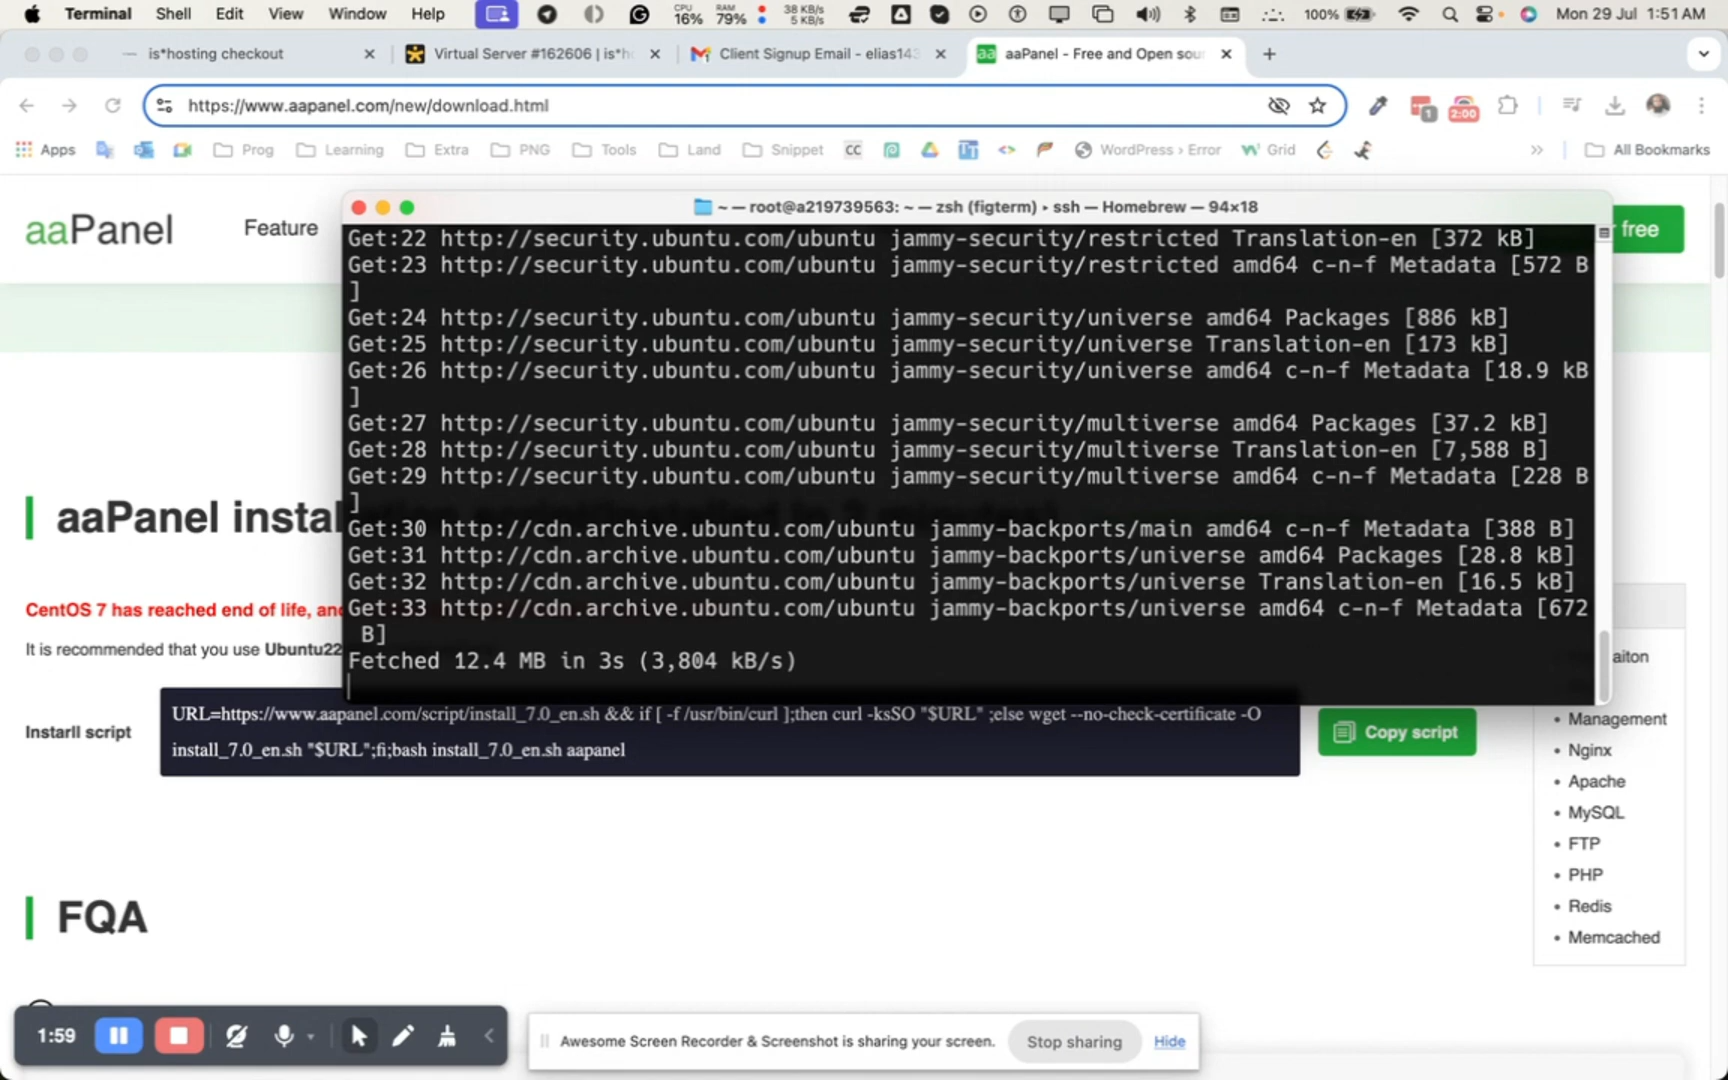 Terminal Shell Edit View Window Help CPU 16% RAM 79% 38 KB/s 5 KB/s 100% Mon 29 Jul 1:51 AM
is*hosting checkout Virtual Server #162606 | is*h Client Signup Email - elias143 aa aaPanel - Free and Open sour
https://www.aapanel.com/new/download.html 1 2:00
Apps Prog Learning Extra PNG Tools Land Snippet CC TT WordPress › Error Grid All Bookmarks
~ — root@a219739563: ~ — zsh (figterm) ▸ ssh — Homebrew — 94×18
aaPanel Feature free
Get:22 http://security.ubuntu.com/ubuntu jammy-security/restricted Translation-en [372 kB]
Get:23 http://security.ubuntu.com/ubuntu jammy-security/restricted amd64 c-n-f Metadata [572 B
]
Get:24 http://security.ubuntu.com/ubuntu jammy-security/universe amd64 Packages [886 kB]
Get:25 http://security.ubuntu.com/ubuntu jammy-security/universe Translation-en [173 kB]
Get:26 http://security.ubuntu.com/ubuntu jammy-security/universe amd64 c-n-f Metadata [18.9 kB
]
Get:27 http://security.ubuntu.com/ubuntu jammy-security/multiverse amd64 Packages [37.2 kB]
Get:28 http://security.ubuntu.com/ubuntu jammy-security/multiverse Translation-en [7,588 B]
Get:29 http://security.ubuntu.com/ubuntu jammy-security/multiverse amd64 c-n-f Metadata [228 B
]
Get:30 http://cdn.archive.ubuntu.com/ubuntu jammy-backports/main amd64 c-n-f Metadata [388 B]
Get:31 http://cdn.archive.ubuntu.com/ubuntu jammy-backports/universe amd64 Packages [28.8 kB]
Get:32 http://cdn.archive.ubuntu.com/ubuntu jammy-backports/universe Translation-en [16.5 kB]
Get:33 http://cdn.archive.ubuntu.com/ubuntu jammy-backports/universe amd64 c-n-f Metadata [672
B]
Fetched 12.4 MB in 3s (3,804 kB/s)
aaPanel instal
CentOS 7 has reached end of life, an
It is recommended that you use Ubuntu22
Instarll script
URL=https://www.aapanel.com/script/install_7.0_en.sh && if [ -f /usr/bin/curl ];then curl -ksSO "$URL" ;else wget --no-check-certificate -O
install_7.0_en.sh "$URL";fi;bash install_7.0_en.sh aapanel
Copy script
aiton
• Management
• Nginx
• Apache
• MySQL
• FTP
• PHP
• Redis
• Memcached
FQA
1:59
Awesome Screen Recorder & Screenshot is sharing your screen. Stop sharing Hide